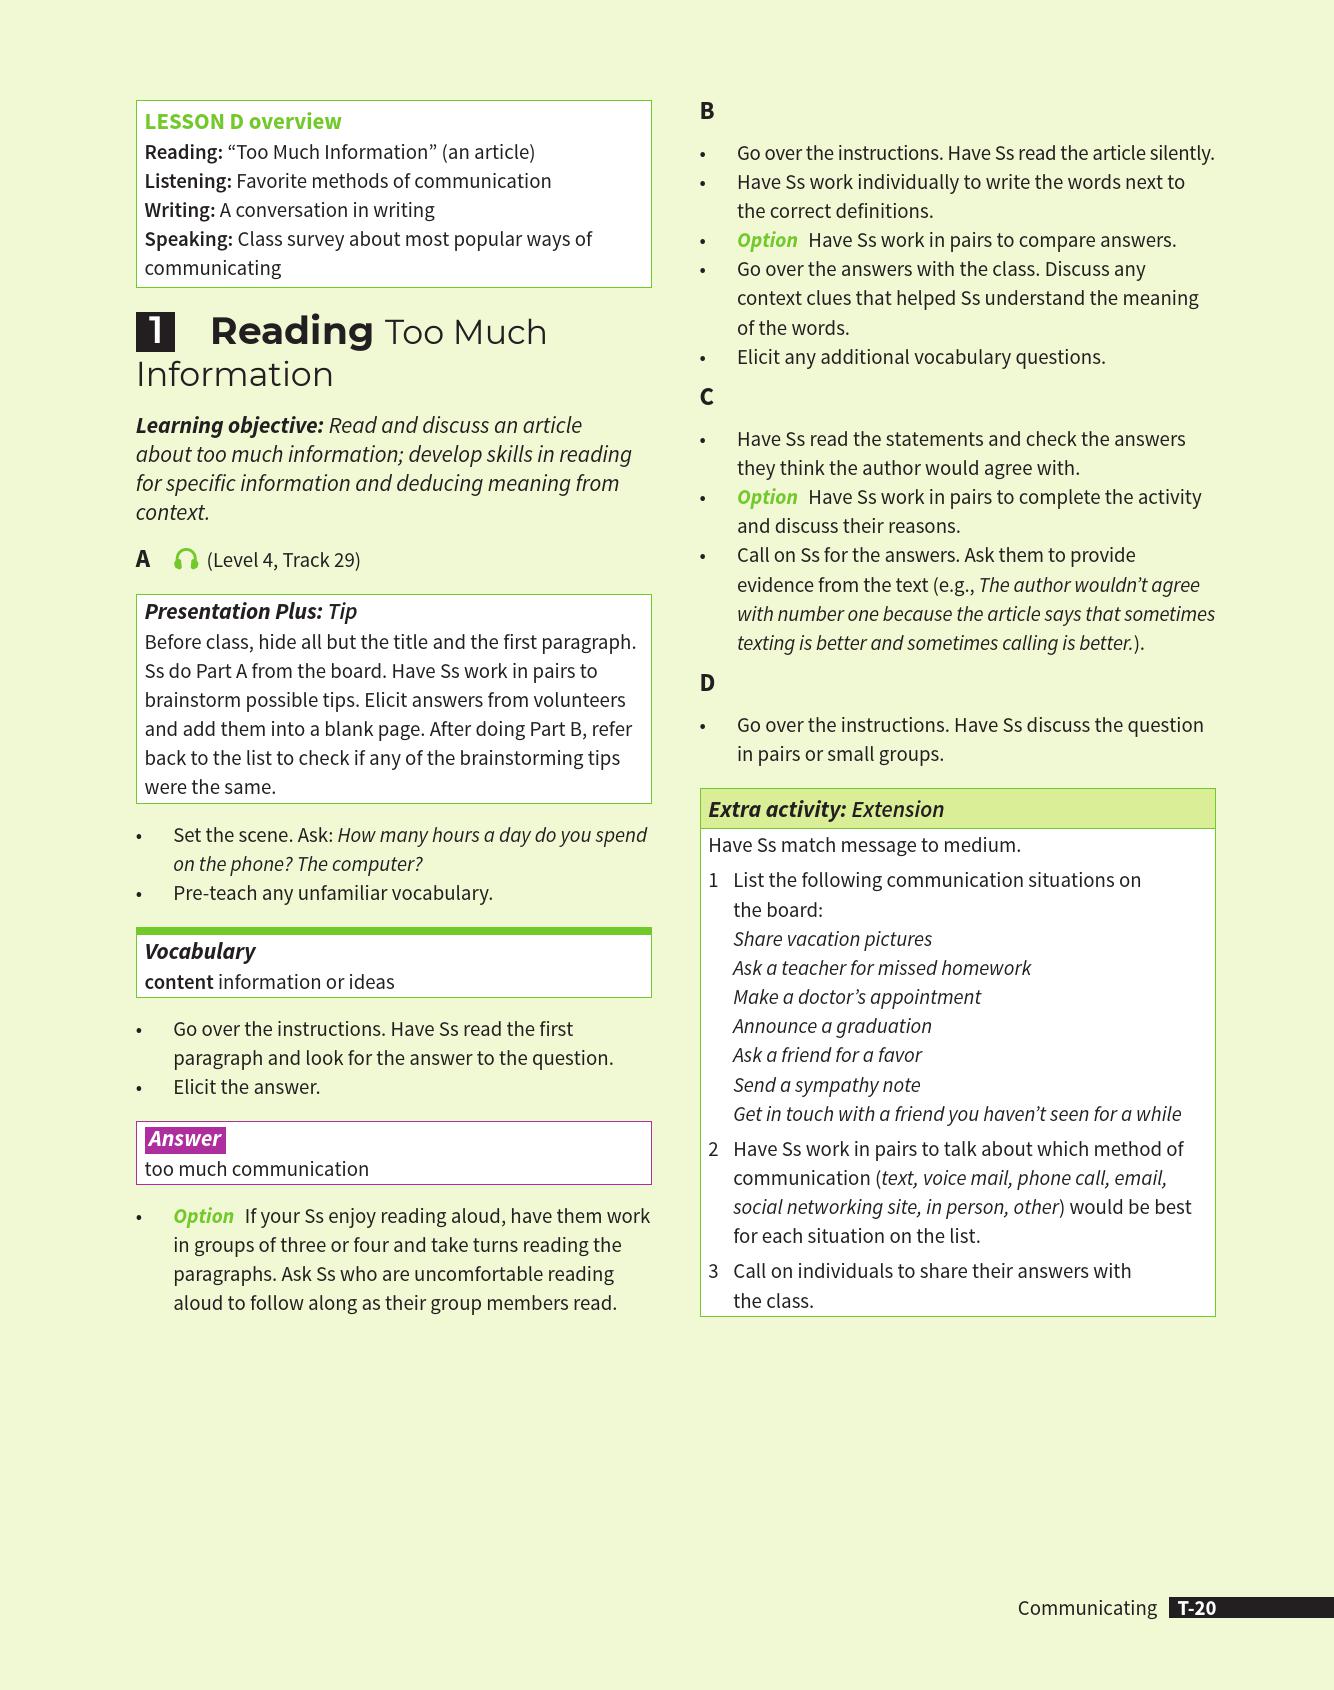 LESSON D overview
Reading: “Too Much Information” (an article)
Listening: Favorite methods of communication
Writing: A conversation in writing
Speaking: Class survey about most popular ways of
communicating
1 Reading Too Much
Information
Learning objective: Read and discuss an article
about too much information; develop skills in reading
for specific information and deducing meaning from
context.
A (Level 4, Track 29)
Presentation Plus: Tip
Before class, hide all but the title and the first paragraph.
Ss do Part A from the board. Have Ss work in pairs to
brainstorm possible tips. Elicit answers from volunteers
and add them into a blank page. After doing Part B, refer
back to the list to check if any of the brainstorming tips
were the same.
• Set the scene. Ask: How many hours a day do you spend
on the phone? The computer?
• Pre-teach any unfamiliar vocabulary.
Vocabulary
content information or ideas
• Go over the instructions. Have Ss read the first
paragraph and look for the answer to the question.
• Elicit the answer.
Answer
too much communication
• Option If your Ss enjoy reading aloud, have them work
in groups of three or four and take turns reading the
paragraphs. Ask Ss who are uncomfortable reading
aloud to follow along as their group members read.
B
• Go over the instructions. Have Ss read the article silently.
• Have Ss work individually to write the words next to
the correct definitions.
• Option Have Ss work in pairs to compare answers.
• Go over the answers with the class. Discuss any
context clues that helped Ss understand the meaning
of the words.
• Elicit any additional vocabulary questions.
C
• Have Ss read the statements and check the answers
they think the author would agree with.
• Option Have Ss work in pairs to complete the activity
and discuss their reasons.
• Call on Ss for the answers. Ask them to provide
evidence from the text (e.g., The author wouldn’t agree
with number one because the article says that sometimes
texting is better and sometimes calling is better.).
D
• Go over the instructions. Have Ss discuss the question
in pairs or small groups.
Extra activity: Extension
Have Ss match message to medium.
1 List the following communication situations on
the board:
Share vacation pictures
Ask a teacher for missed homework
Make a doctor’s appointment
Announce a graduation
Ask a friend for a favor
Send a sympathy note
Get in touch with a friend you haven’t seen for a while
2 Have Ss work in pairs to talk about which method of
communication (text, voice mail, phone call, email,
social networking site, in person, other) would be best
for each situation on the list.
3 Call on individuals to share their answers with
the class.
Communicating T-20